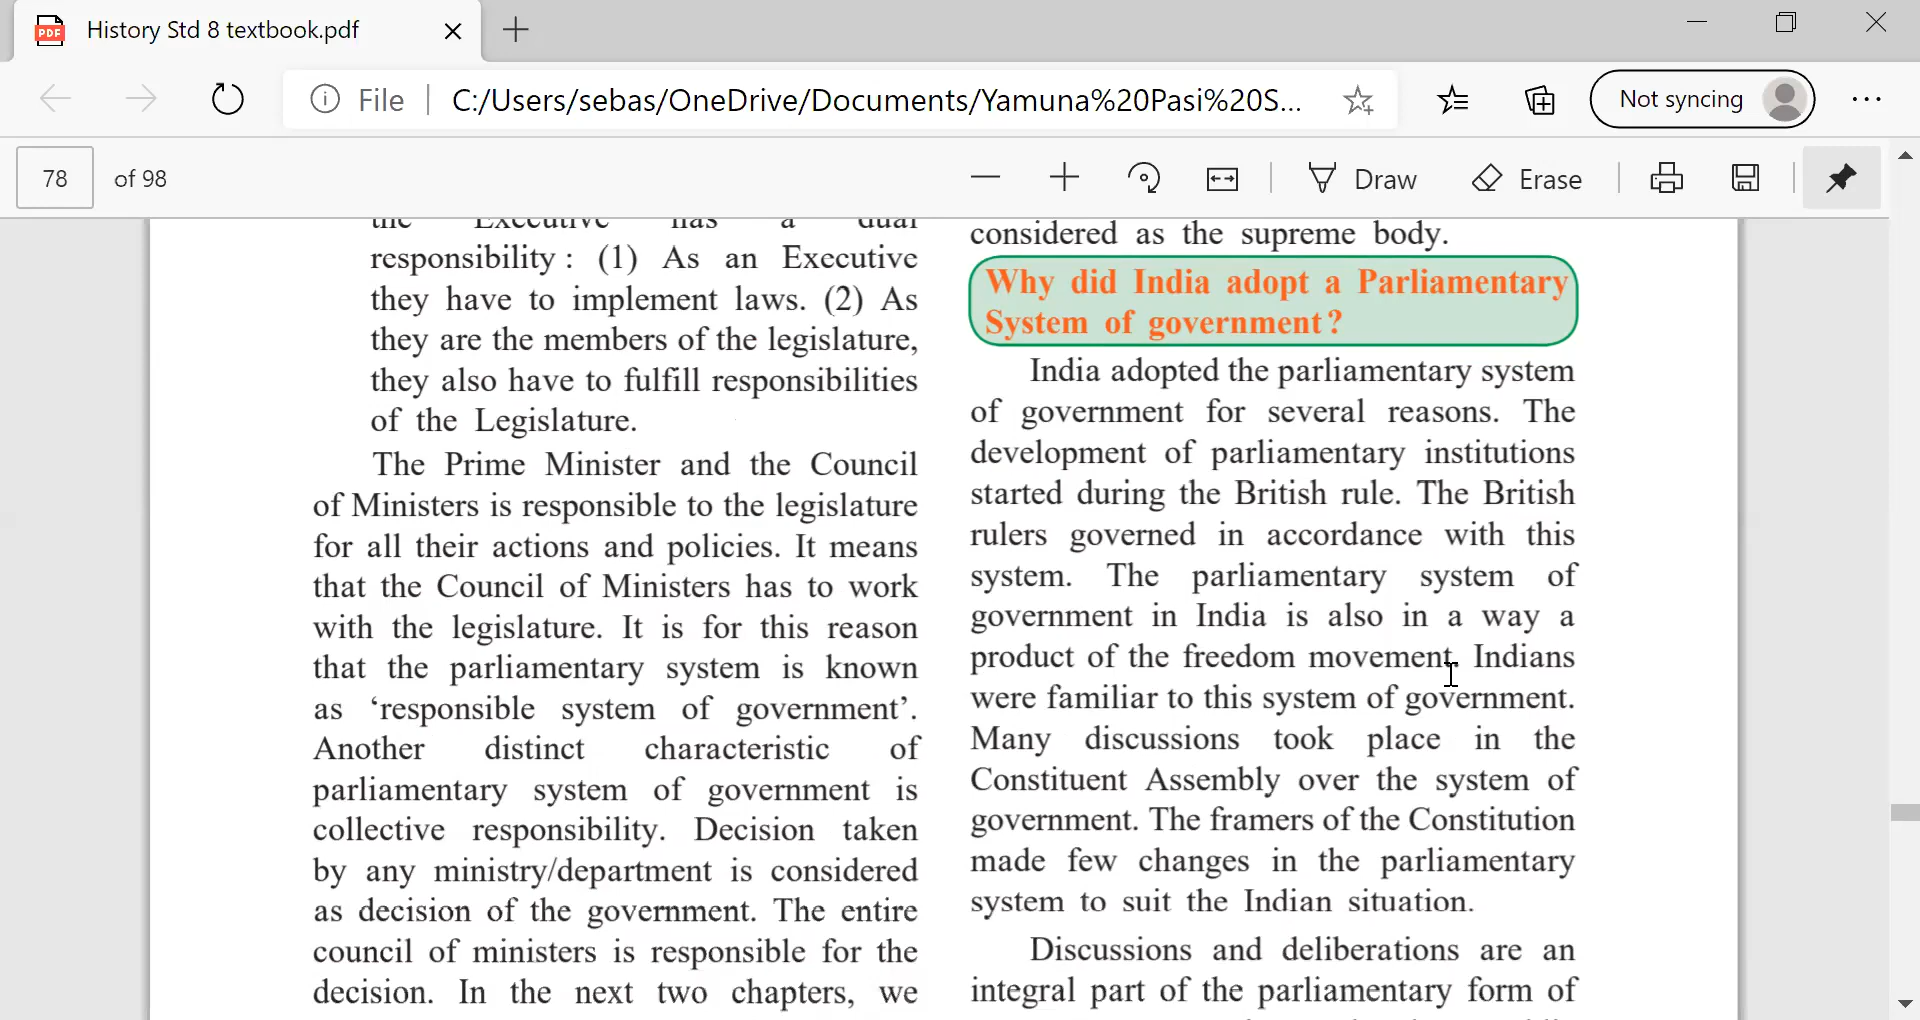 History Std 8 textbook.pdf
File
C:/Users/sebas/OneDrive/Documents/Yamuna%20Pasi%20S...
Not syncing
78 of 98
Draw
Erase
the Executive has a dual
responsibility : (1) As an Executive
they have to implement laws. (2) As
they are the members of the legislature,
they also have to fulfill responsibilities
of the Legislature.
The Prime Minister and the Council
of Ministers is responsible to the legislature
for all their actions and policies. It means
that the Council of Ministers has to work
with the legislature. It is for this reason
that the parliamentary system is known
as ‘responsible system of government’.
Another distinct characteristic of
parliamentary system of government is
collective responsibility. Decision taken
by any ministry/department is considered
as decision of the government. The entire
council of ministers is responsible for the
decision. In the next two chapters, we
considered as the supreme body.
Why did India adopt a Parliamentary
System of government?
India adopted the parliamentary system
of government for several reasons. The
development of parliamentary institutions
started during the British rule. The British
rulers governed in accordance with this
system. The parliamentary system of
government in India is also in a way a
product of the freedom movement. Indians
were familiar to this system of government.
Many discussions took place in the
Constituent Assembly over the system of
government. The framers of the Constitution
made few changes in the parliamentary
system to suit the Indian situation.
Discussions and deliberations are an
integral part of the parliamentary form of